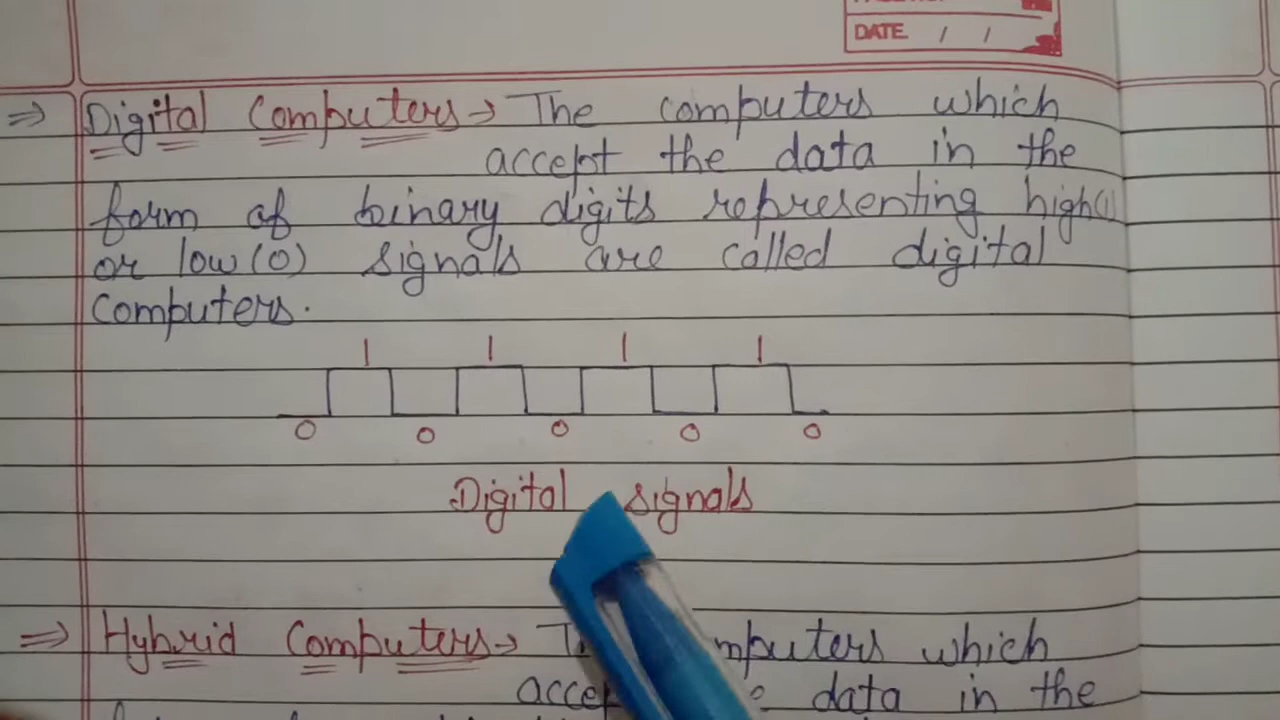 DATE / /
⇒ Digital Computers → The computers which
accept the data in the
form of binary digits representing high(1)
or low (0) signals are called digital
Computers.
1 1 1 1
0 0 0 0 0
Digital signals
⇒ Hybrid Computers → which
data in the